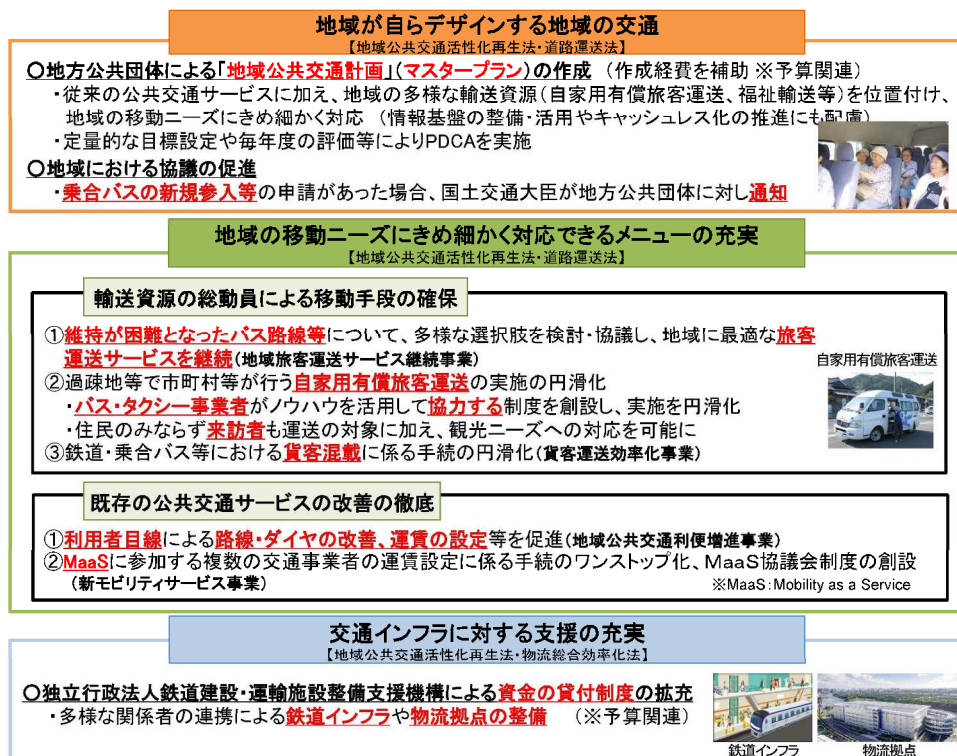 地域が自らデザインする地域の交通
【地域公共交通活性化再生法・道路運送法】
〇地方公共団体による「地域公共交通計画」(マスタープラン)の作成 (作成経費を補助 ※予算関連)
・従来の公共交通サービスに加え、地域の多様な輸送資源(自家用有償旅客運送、福祉輸送等)を位置付け、
地域の移動ニーズにきめ細かく対応 (情報基盤の整備・活用やキャッシュレス化の推進にも配慮)
・定量的な目標設定や毎年度の評価等によりPDCAを実施
〇地域における協議の促進
・乗合バスの新規参入等の申請があった場合、国土交通大臣が地方公共団体に対し通知
地域の移動ニーズにきめ細かく対応できるメニューの充実
【地域公共交通活性化再生法・道路運送法】
輸送資源の総動員による移動手段の確保
①維持が困難となったバス路線等について、多様な選択肢を検討・協議し、地域に最適な旅客
運送サービスを継続(地域旅客運送サービス継続事業)
自家用有償旅客運送
②過疎地等で市町村等が行う自家用有償旅客運送の実施の円滑化
・バス・タクシー事業者がノウハウを活用して協力する制度を創設し、実施を円滑化
・住民のみならず来訪者も運送の対象に加え、観光ニーズへの対応を可能に
③鉄道・乗合バス等における貨客混載に係る手続の円滑化(貨客運送効率化事業)
既存の公共交通サービスの改善の徹底
①利用者目線による路線・ダイヤの改善、運賃の設定等を促進(地域公共交通利便増進事業)
②MaaSに参加する複数の交通事業者の運賃設定に係る手続のワンストップ化、MaaS協議会制度の創設
(新モビリティサービス事業)
※MaaS:Mobility as a Service
交通インフラに対する支援の充実
【地域公共交通活性化再生法・物流総合効率化法】
〇独立行政法人鉄道建設・運輸施設整備支援機構による資金の貸付制度の拡充
・多様な関係者の連携による鉄道インフラや物流拠点の整備 (※予算関連)
鉄道インフラ
物流拠点